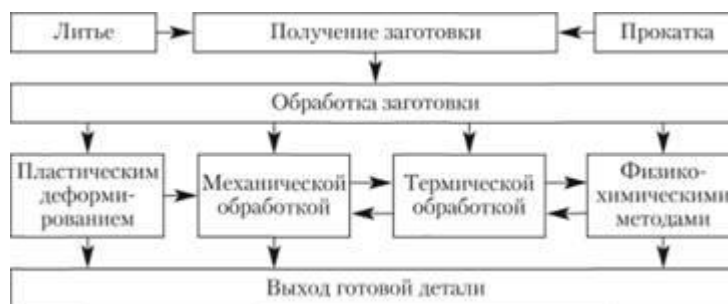 Литье
Получение заготовки
Прокатка
Обработка заготовки
Пластическим
деформи-
рованием
Механической
обработкой
Термической
обработкой
Физико-
химическими
методами
Выход готовой детали